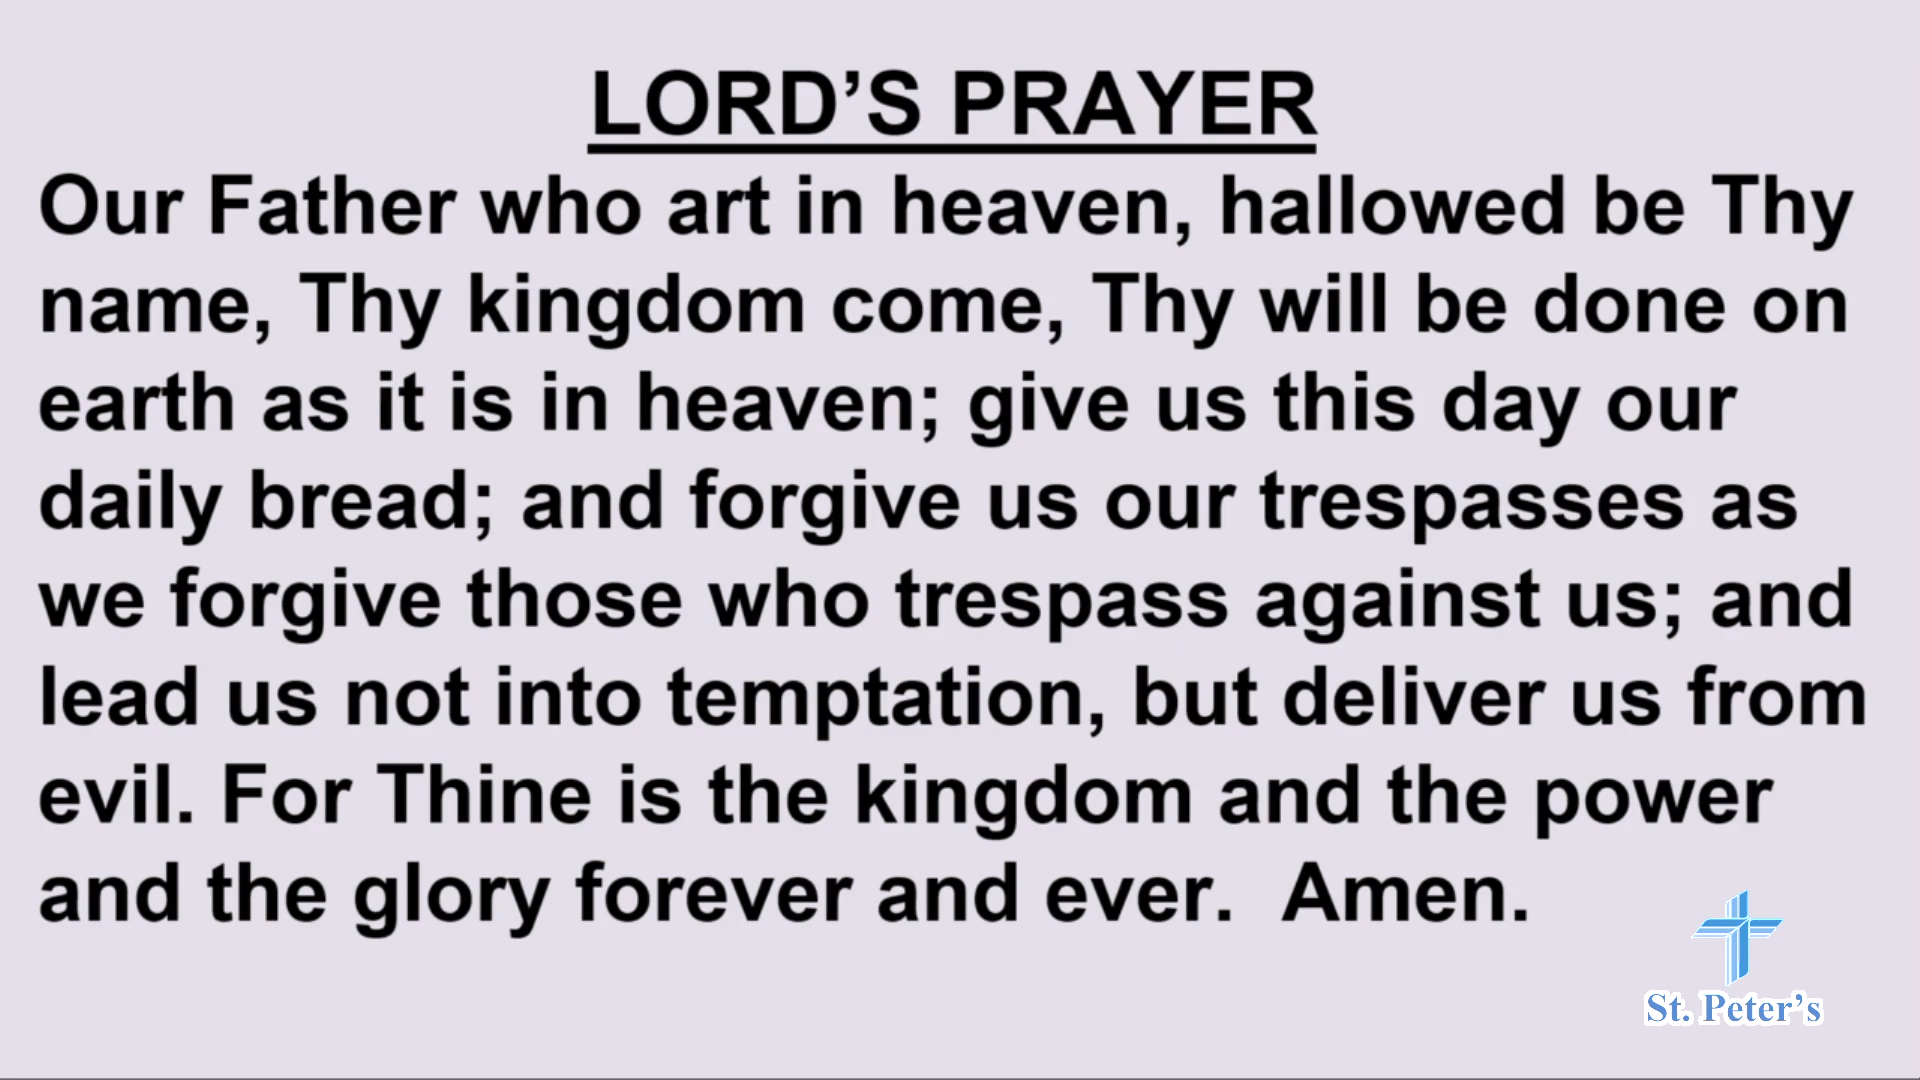 LORD’S PRAYER
Our Father who art in heaven, hallowed be Thy
name, Thy kingdom come, Thy will be done on
earth as it is in heaven; give us this day our
daily bread; and forgive us our trespasses as
we forgive those who trespass against us; and
lead us not into temptation, but deliver us from
evil. For Thine is the kingdom and the power
and the glory forever and ever.  Amen.
St. Peter’s